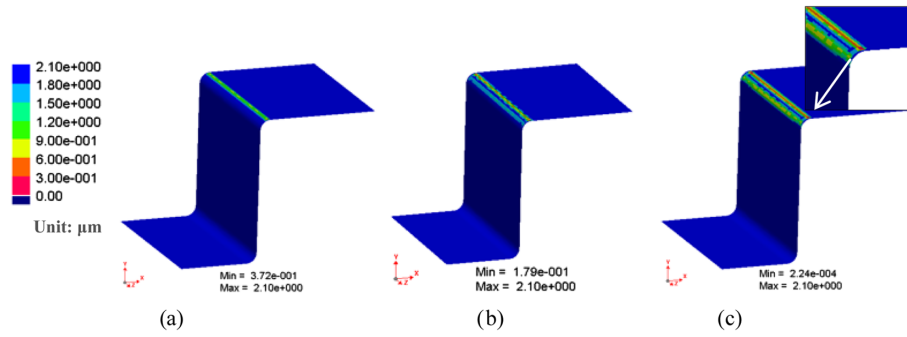 2.10e+000
1.80e+000
1.50e+000
1.20e+000
9.00e-001
6.00e-001
3.00e-001
0.00
Unit: μm
Y
X
Z
Min = 3.72e-001
Max = 2.10e+000
(a)
Y
X
Z
Min = 1.79e-001
Max = 2.10e+000
(b)
Y
X
Z
Min = 2.24e-004
Max = 2.10e+000
(c)